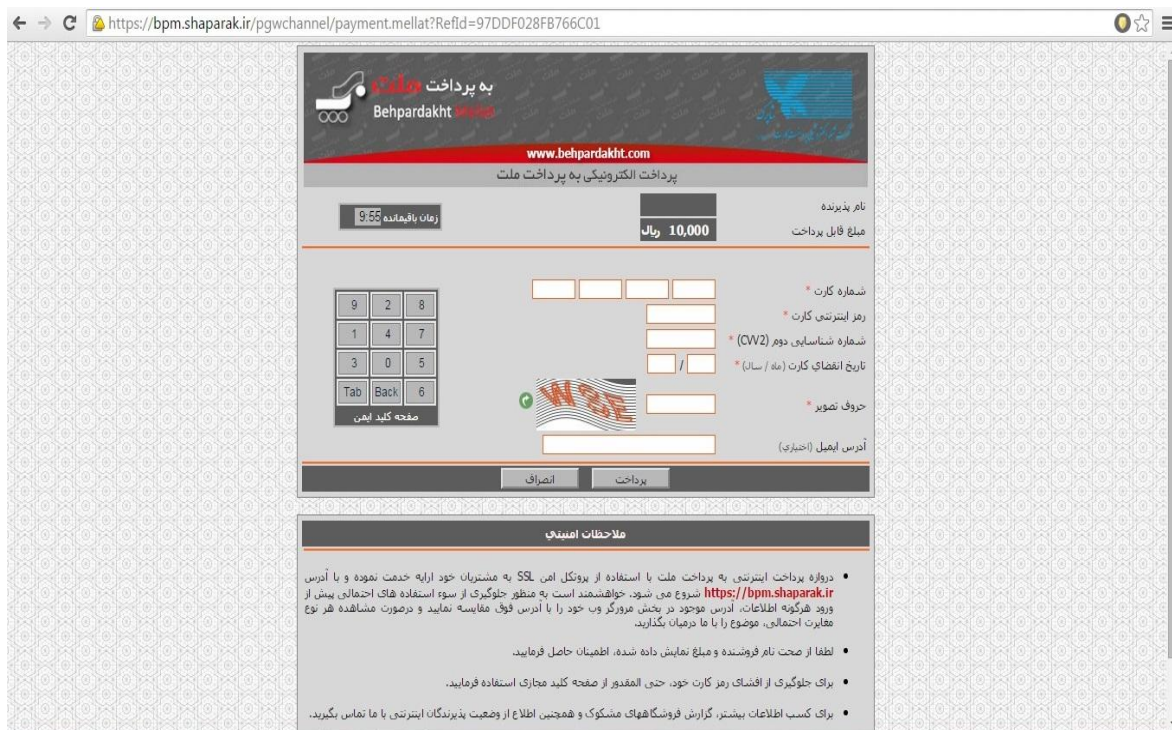 https://bpm.shaparak.ir/pgwchannel/payment.mellat?RefId=97DDF028FB766C01
به پرداخت ملت
Behpardakht Mellat
www.behpardakht.com
پرداخت الکترونیکی به پرداخت ملت
نام پذیرنده
زمان باقیمانده 9:55
مبلغ قابل پرداخت
10,000 ریال
شماره کارت *
رمز اینترنتی کارت *
شماره شناسایی دوم (CVV2) *
تاریخ انقضای کارت (ماه / سال) *
/
حروف تصویر *
آدرس ایمیل (اختیاری)
9 2 8
1 4 7
3 0 5
Tab Back 6
صفحه کلید ایمن
پرداخت
انصراف
ملاحظات امنیتی
دروازه پرداخت اینترنتی به پرداخت ملت با استفاده از پروتکل امن SSL به مشتریان خود ارایه خدمت نموده و با آدرس
https://bpm.shaparak.ir شروع می شود. خواهشمند است به منظور جلوگیری از سوء استفاده های احتمالی پیش از
ورود هرگونه اطلاعات، آدرس موجود در بخش مرورگر وب خود را با آدرس فوق مقایسه نمایید و درصورت مشاهده هر نوع
مغایرت احتمالی، موضوع را با ما درمیان بگذارید.
لطفا از صحت نام فروشنده و مبلغ نمایش داده شده، اطمینان حاصل فرمایید.
برای جلوگیری از افشای رمز کارت خود، حتی المقدور از صفحه کلید مجازی استفاده فرمایید.
برای کسب اطلاعات بیشتر، گزارش فروشگاههای مشکوک و همچنین اطلاع از وضعیت پذیرندگان اینترنتی با ما تماس بگیرید.